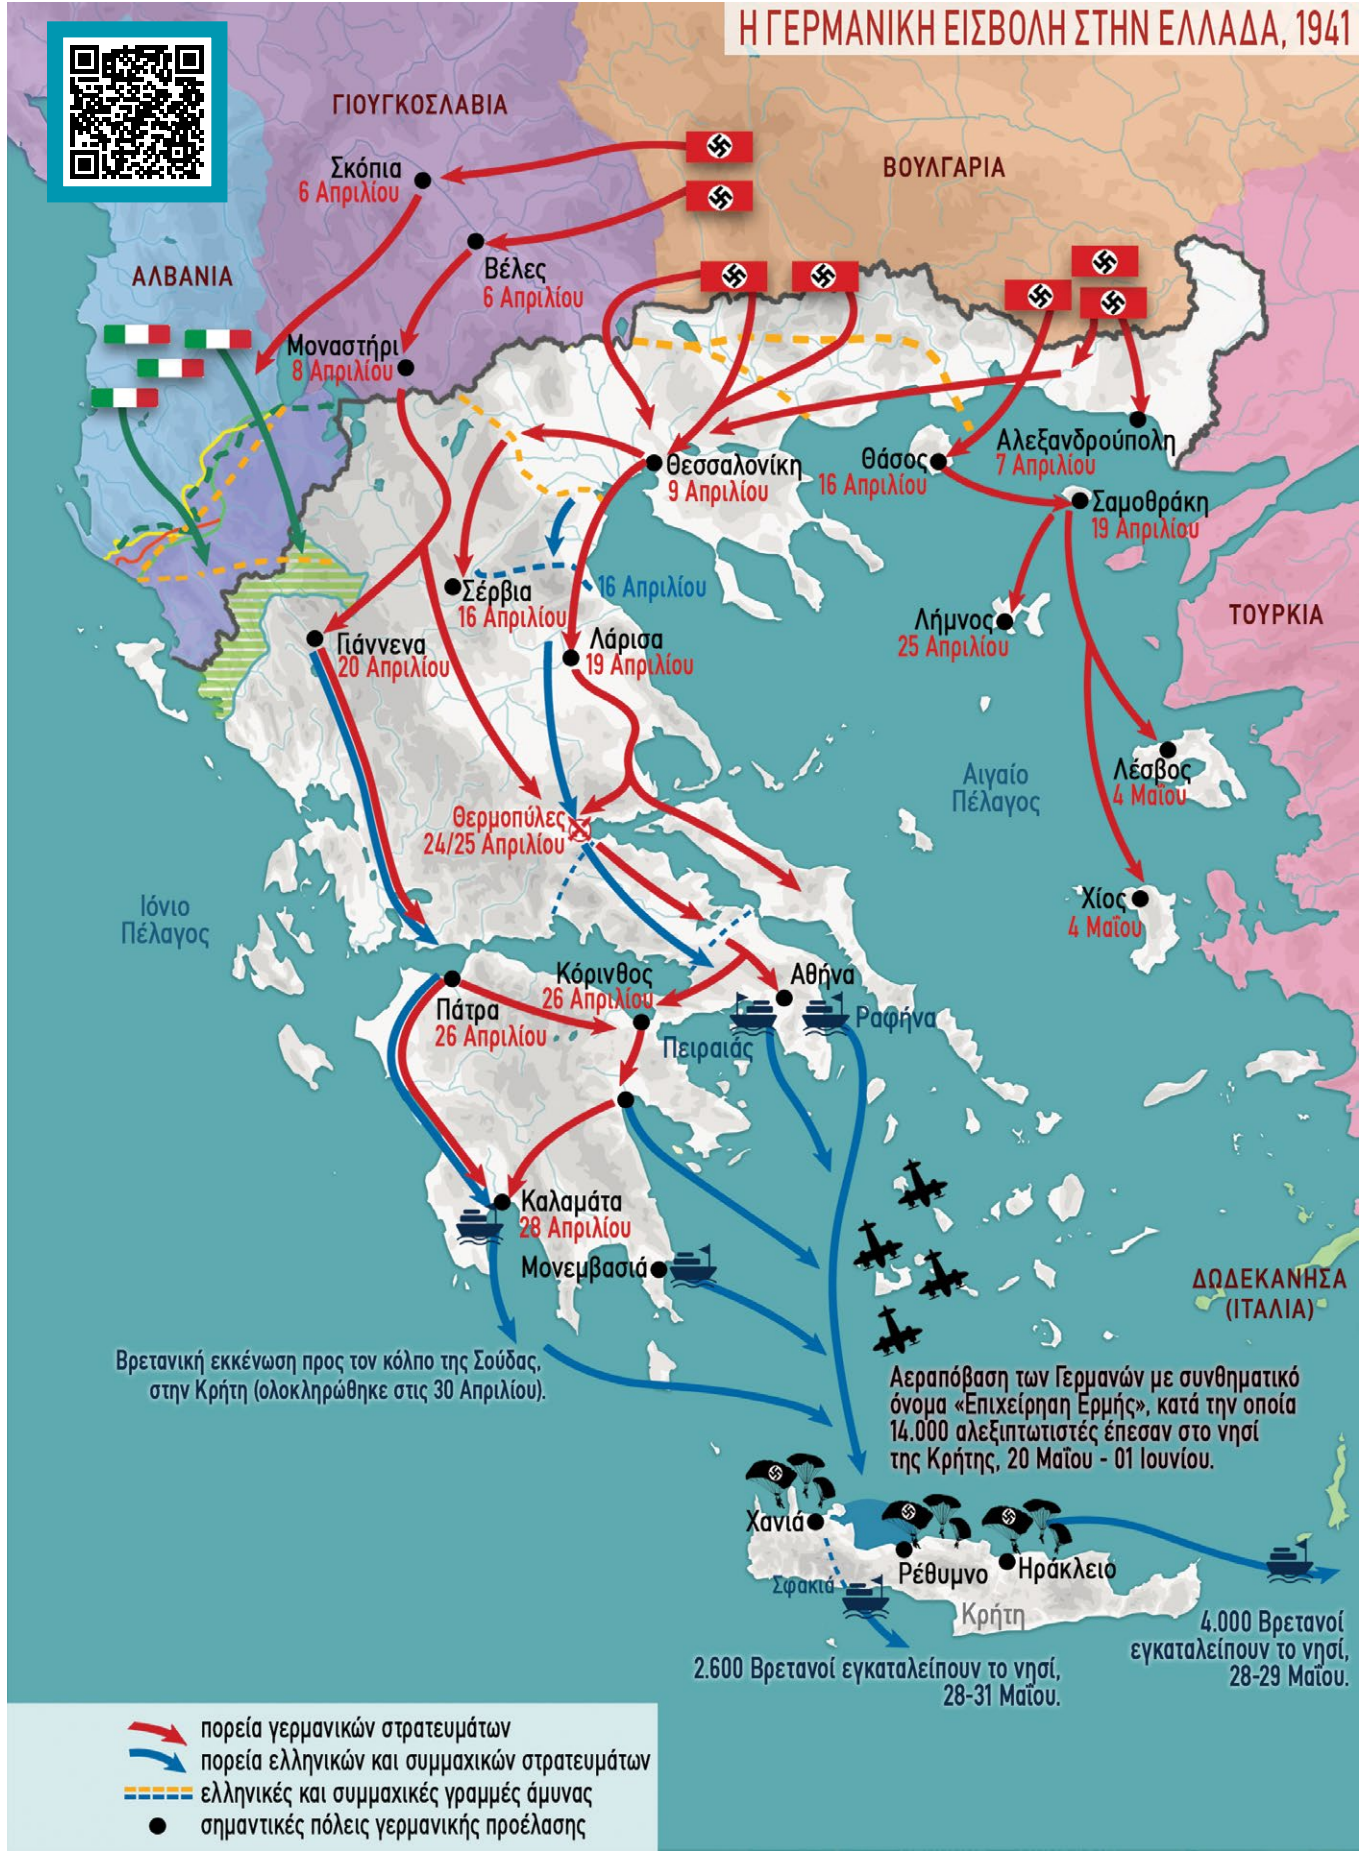 Η ΓΕΡΜΑΝΙΚΗ ΕΙΣΒΟΛΗ ΣΤΗΝ ΕΛΛΑΔΑ, 1941
ΓΙΟΥΓΚΟΣΛΑΒΙΑ
ΒΟΥΛΓΑΡΙΑ
Σκόπια
6 Απριλίου
ΑΛΒΑΝΙΑ
Βέλες
6 Απριλίου
Μοναστήρι
8 Απριλίου
Θεσσαλονίκη
9 Απριλίου
Θάσος
16 Απριλίου
Αλεξανδρούπολη
7 Απριλίου
Σαμοθράκη
19 Απριλίου
Σέρβια
16 Απριλίου
16 Απριλίου
ΤΟΥΡΚΙΑ
Λήμνος
25 Απριλίου
Γιάννενα
20 Απριλίου
Λάρισα
19 Απριλίου
Αιγαίο
Πέλαγος
Λέσβος
4 Μαΐου
Θερμοπύλες
24/25 Απριλίου
Ιόνιο
Πέλαγος
Χίος
4 Μαΐου
Κόρινθος
26 Απριλίου
Αθήνα
Πάτρα
26 Απριλίου
Πειραιάς
Ραφήνα
Καλαμάτα
28 Απριλίου
Μονεμβασιά
ΔΩΔΕΚΑΝΗΣΑ
(ΙΤΑΛΙΑ)
Βρετανική εκκένωση προς τον κόλπο της Σούδας,
στην Κρήτη (ολοκληρώθηκε στις 30 Απριλίου).
Αεραπόβαση των Γερμανών με συνθηματικό
όνομα «Επιχείρηαη Ερμής», κατά την οποία
14.000 αλεξιπτωτιστές έπεσαν στο νησί
της Κρήτης, 20 Μαΐου - 01 Ιουνίου.
Χανιά
Ρέθυμνο
Ηράκλειο
Σφακιά
Κρήτη
2.600 Βρετανοί εγκαταλείπουν το νησί,
28-31 Μαΐου.
4.000 Βρετανοί
εγκαταλείπουν το νησί,
28-29 Μαΐου.
πορεία γερμανικών στρατευμάτων
πορεία ελληνικών και συμμαχικών στρατευμάτων
ελληνικές και συμμαχικές γραμμές άμυνας
σημαντικές πόλεις γερμανικής προέλασης